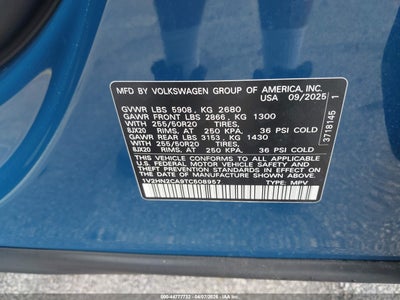 MFD BY VOLKSWAGEN GROUP OF AMERICA, INC.
USA 09/2025
GVWR LBS 5908, KG 2680
GAWR FRONT LBS 2866, KG 1300
WITH 255/50R20 TIRES,
8JX20 RIMS, AT 250 KPA, 36 PSI COLD
GAWR REAR LBS 3153, KG 1430
WITH 255/50R20 TIRES,
8JX20 RIMS, AT 250 KPA, 36 PSI COLD
THIS VEHICLE CONFORMS TO ALL APPLICABLE
U.S. FEDERAL MOTOR VEHICLE SAFETY AND
THEFT PREVENTION STANDARDS IN EFFECT
ON THE DATE OF MANUFACTURE SHOWN ABOVE.
1V2HN2CA9TC508957 TYPE: MPV
3718145 1